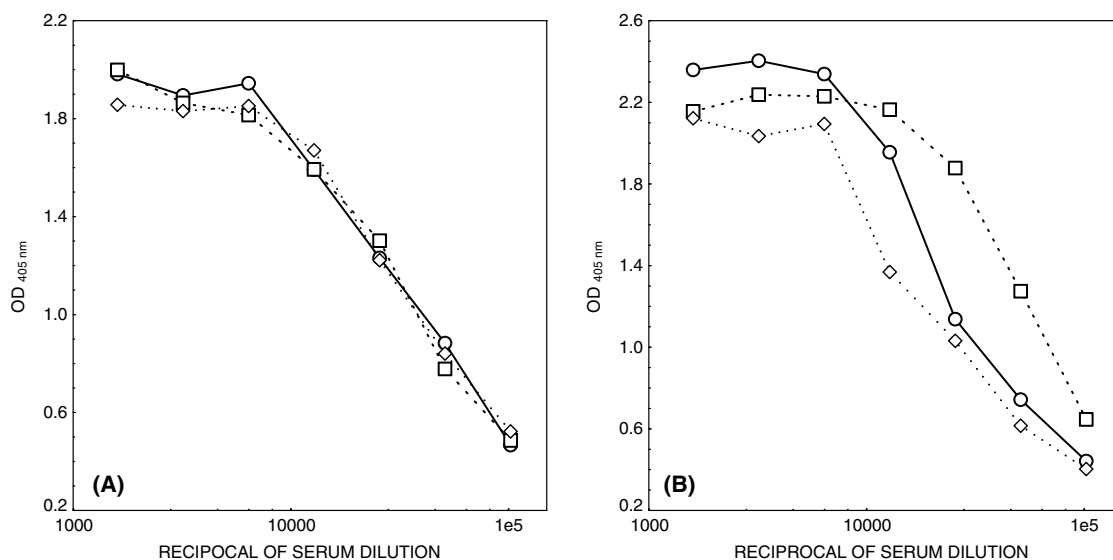 2.2
1.8
1.4
1.0
0.6
0.2
OD 405 nm
(A)
1000
10000
1e5
RECIPOCAL OF SERUM DILUTION
2.6
2.2
1.8
1.4
1.0
0.6
0.2
OD 405 nm
(B)
1000
10000
1e5
RECIPROCAL OF SERUM DILUTION